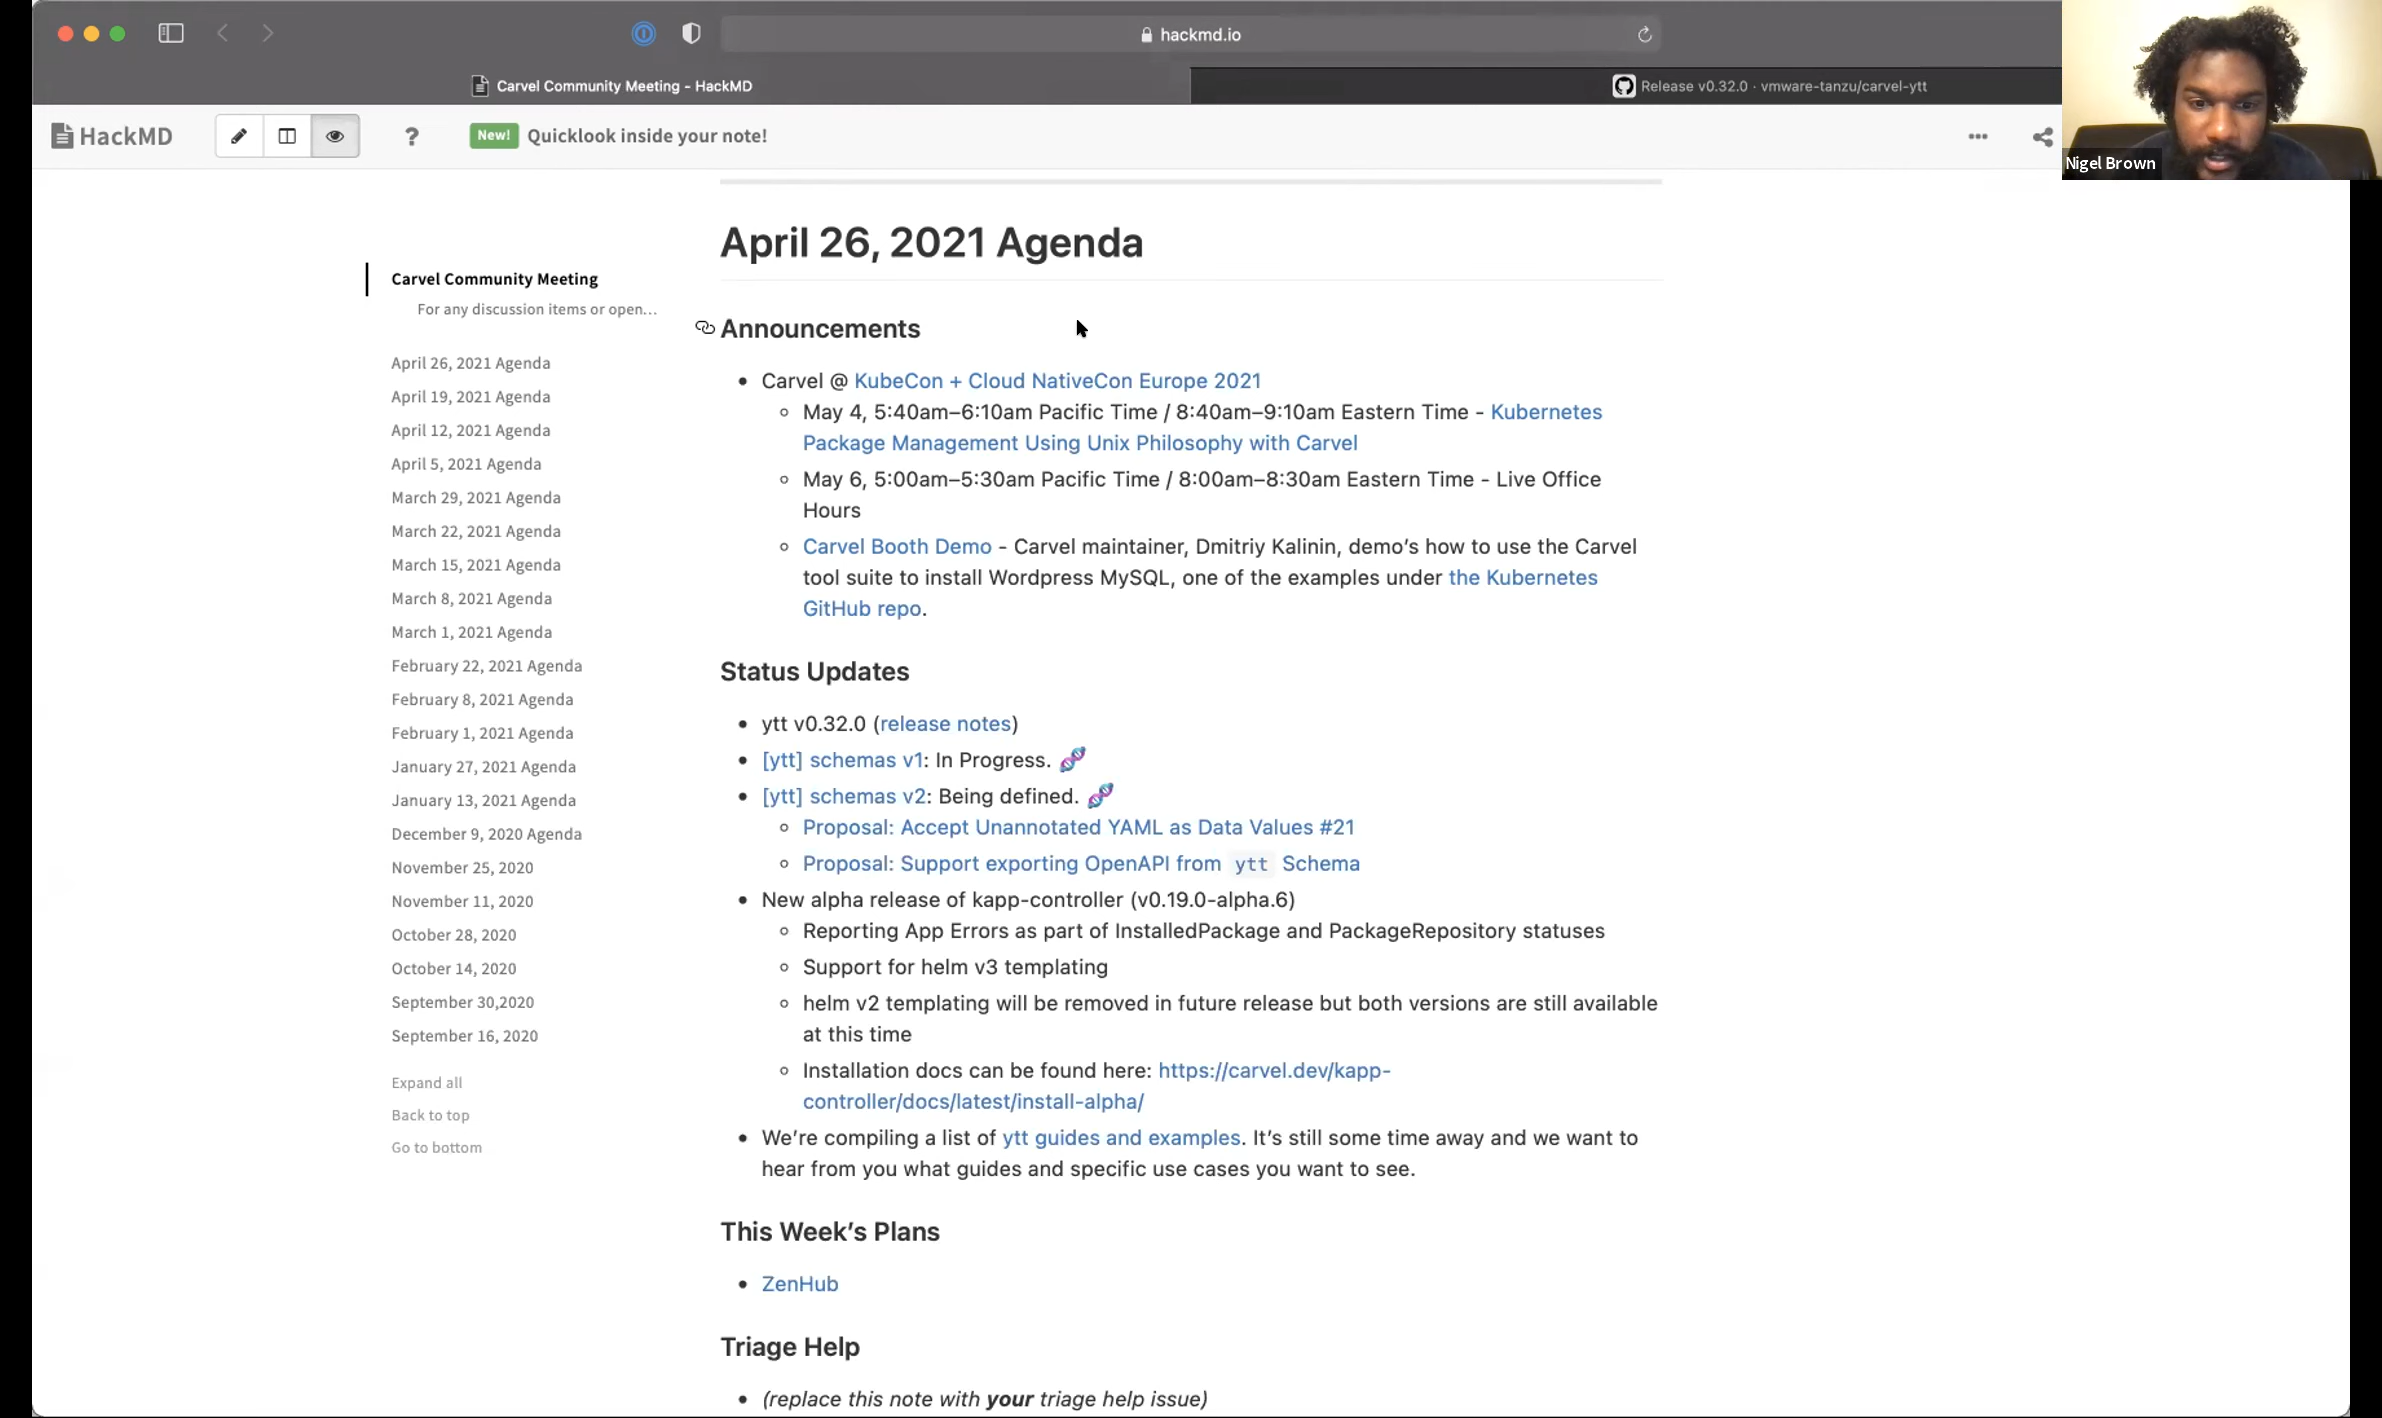 hackmd.io
Carvel Community Meeting - HackMD
Release v0.32.0 · vmware-tanzu/carvel-ytt
HackMD
?
New! Quicklook inside your note!
Nigel Brown
Carvel Community Meeting
For any discussion items or open…
April 26, 2021 Agenda
April 19, 2021 Agenda
April 12, 2021 Agenda
April 5, 2021 Agenda
March 29, 2021 Agenda
March 22, 2021 Agenda
March 15, 2021 Agenda
March 8, 2021 Agenda
March 1, 2021 Agenda
February 22, 2021 Agenda
February 8, 2021 Agenda
February 1, 2021 Agenda
January 27, 2021 Agenda
January 13, 2021 Agenda
December 9, 2020 Agenda
November 25, 2020
November 11, 2020
October 28, 2020
October 14, 2020
September 30,2020
September 16, 2020
Expand all
Back to top
Go to bottom
April 26, 2021 Agenda
Announcements
Carvel @ KubeCon + Cloud NativeCon Europe 2021
May 4, 5:40am–6:10am Pacific Time / 8:40am–9:10am Eastern Time - Kubernetes
Package Management Using Unix Philosophy with Carvel
May 6, 5:00am–5:30am Pacific Time / 8:00am–8:30am Eastern Time - Live Office
Hours
Carvel Booth Demo - Carvel maintainer, Dmitriy Kalinin, demo’s how to use the Carvel
tool suite to install Wordpress MySQL, one of the examples under the Kubernetes
GitHub repo.
Status Updates
ytt v0.32.0 (release notes)
[ytt] schemas v1: In Progress. 🧬
[ytt] schemas v2: Being defined. 🧬
Proposal: Accept Unannotated YAML as Data Values #21
Proposal: Support exporting OpenAPI from ytt Schema
New alpha release of kapp-controller (v0.19.0-alpha.6)
Reporting App Errors as part of InstalledPackage and PackageRepository statuses
Support for helm v3 templating
helm v2 templating will be removed in future release but both versions are still available
at this time
Installation docs can be found here: https://carvel.dev/kapp-
controller/docs/latest/install-alpha/
We’re compiling a list of ytt guides and examples. It’s still some time away and we want to
hear from you what guides and specific use cases you want to see.
This Week’s Plans
ZenHub
Triage Help
(replace this note with your triage help issue)